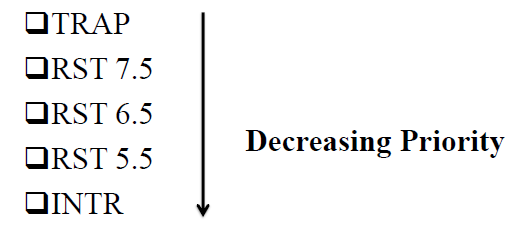 ❑TRAP
❑RST 7.5
❑RST 6.5
❑RST 5.5
❑INTR
Decreasing Priority